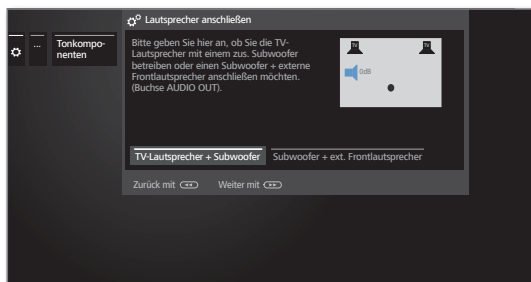 Lautsprecher anschließen
...
Tonkompo-
nenten
Bitte geben Sie hier an, ob Sie die TV-
Lautsprecher mit einem zus. Subwoofer
betreiben oder einen Subwoofer + externe
Frontlautsprecher anschließen möchten.
(Buchse AUDIO OUT).
TV
TV
0dB
TV-Lautsprecher + Subwoofer
Subwoofer + ext. Frontlautsprecher
Zurück mit
Weiter mit